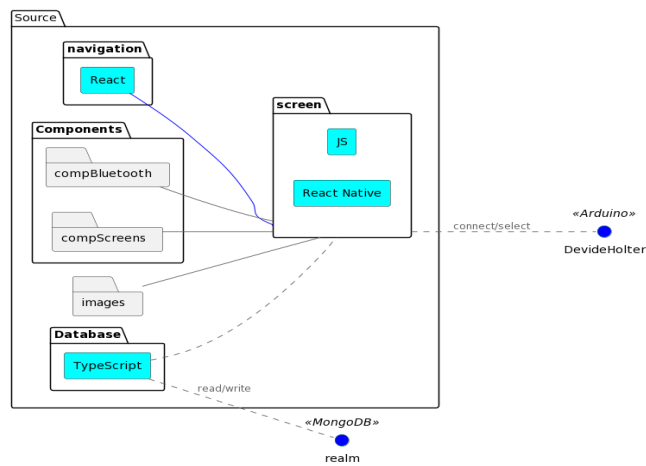 Source
navigation
React
screen
JS
React Native
Components
compBluetooth
compScreens
images
Database
TypeScript
connect/select
«Arduino»
DevideHolter
read/write
«MongoDB»
realm